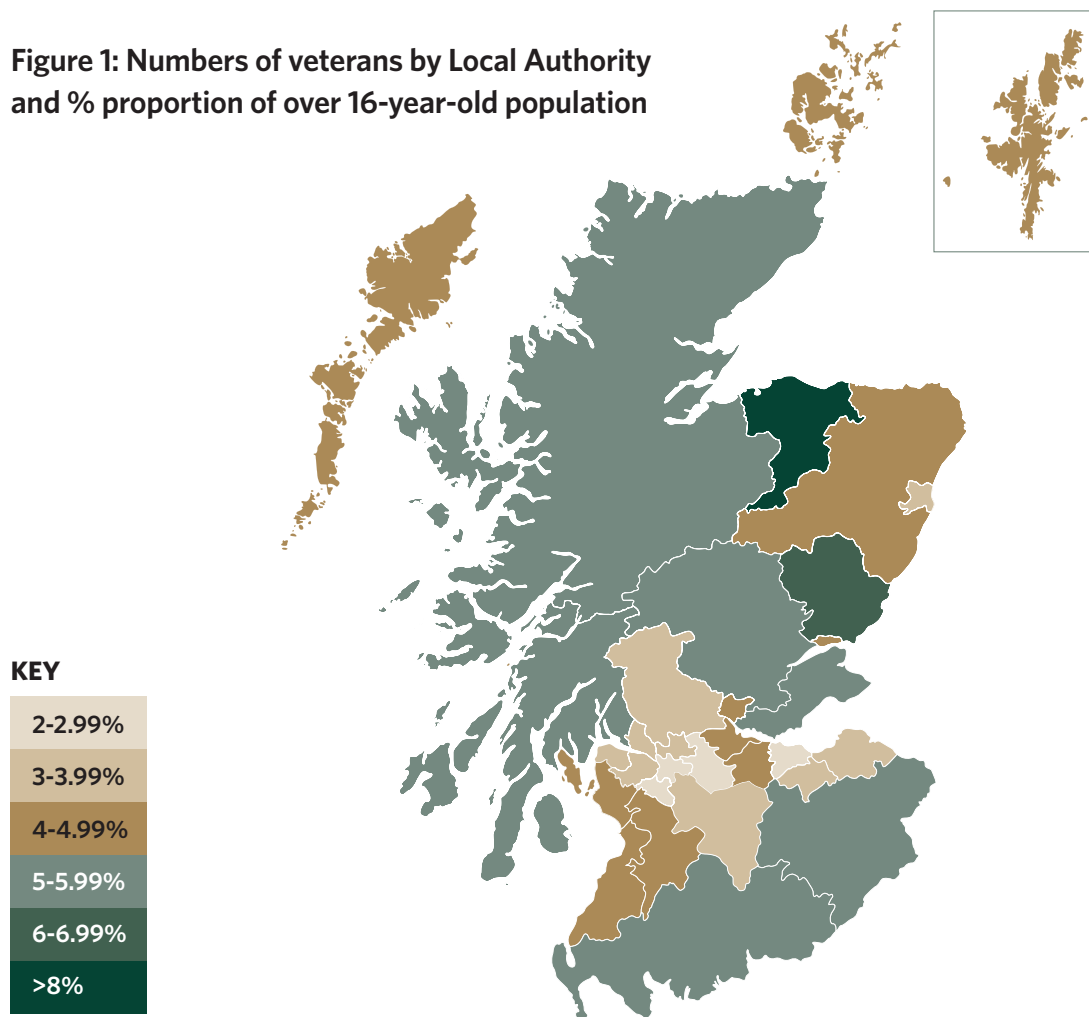 Figure 1: Numbers of veterans by Local Authority
and % proportion of over 16-year-old population
KEY
2-2.99%
3-3.99%
4-4.99%
5-5.99%
6-6.99%
>8%